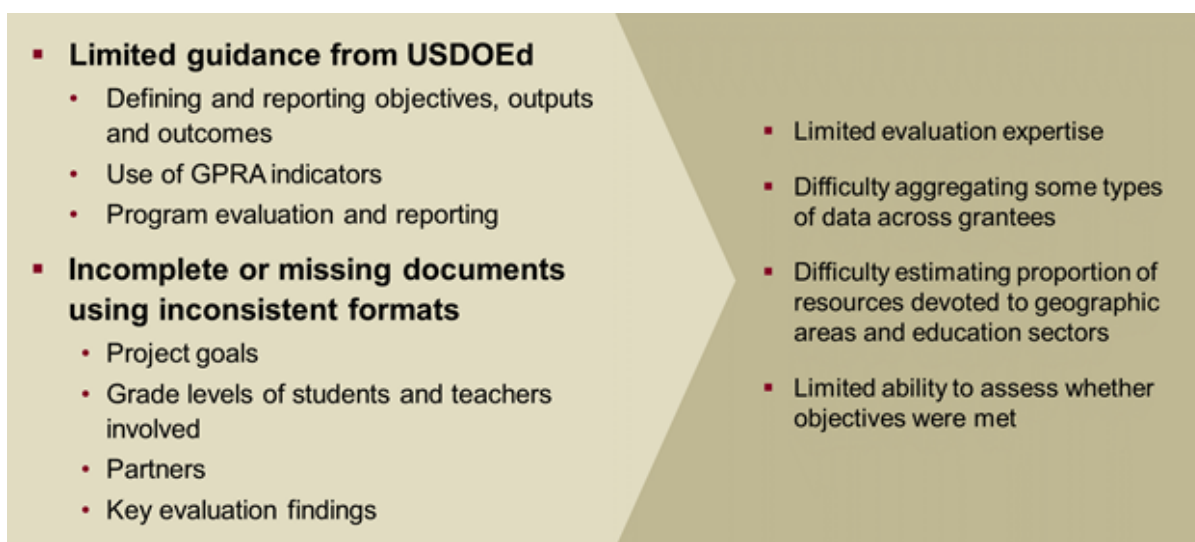 ▪ Limited guidance from USDOEd
• Defining and reporting objectives, outputs
and outcomes
• Use of GPRA indicators
• Program evaluation and reporting
▪ Incomplete or missing documents
using inconsistent formats
• Project goals
• Grade levels of students and teachers
involved
• Partners
• Key evaluation findings
▪ Limited evaluation expertise
▪ Difficulty aggregating some types
of data across grantees
▪ Difficulty estimating proportion of
resources devoted to geographic
areas and education sectors
▪ Limited ability to assess whether
objectives were met